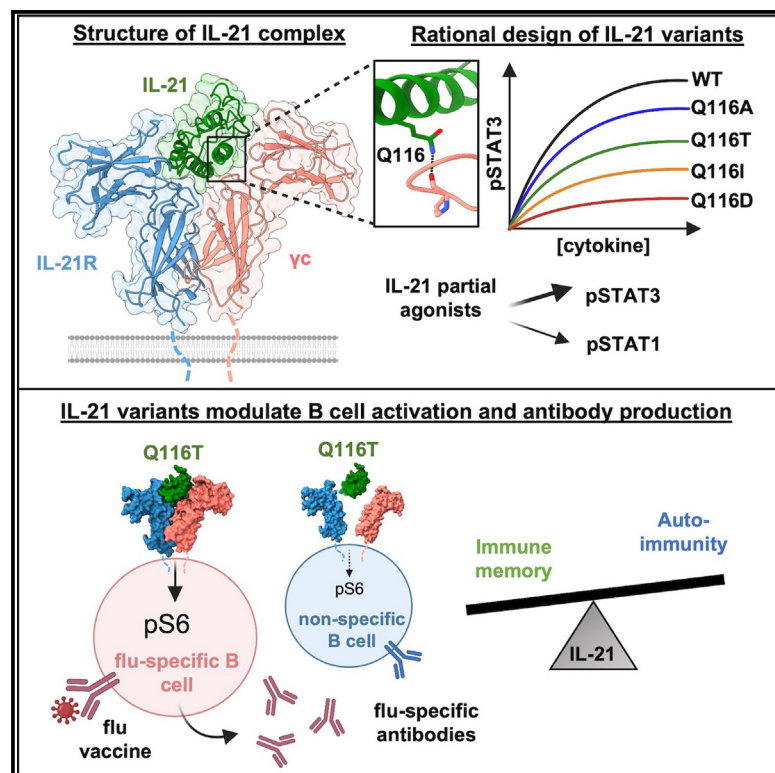 Structure of IL-21 complex
IL-21
IL-21R
γc
Rational design of IL-21 variants
Q116
pSTAT3
WT
Q116A
Q116T
Q116I
Q116D
[cytokine]
IL-21 partial
agonists
pSTAT3
pSTAT1
IL-21 variants modulate B cell activation and antibody production
Q116T
pS6
flu-specific B
cell
flu
vaccine
pS6
non-specific
B cell
flu-specific
antibodies
Immune
memory
Auto-
immunity
IL-21